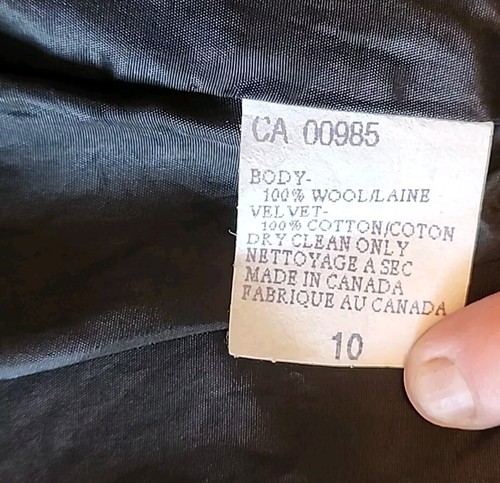 CA 00985
BODY-
100% WOOL/LAINE
VELVET-
100% COTTON/COTON
DRY CLEAN ONLY
NETTOYAGE A SEC
MADE IN CANADA
FABRIQUE AU CANADA
10